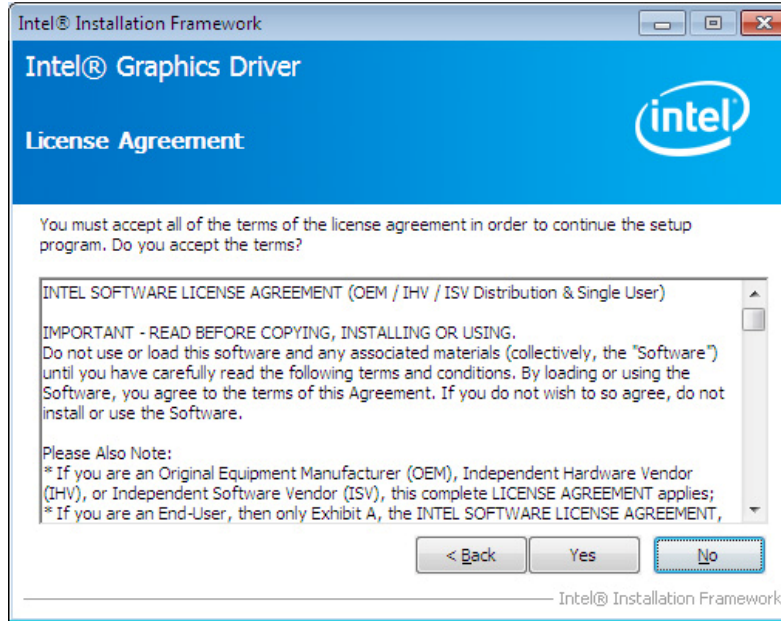 Intel® Installation Framework
Intel® Graphics Driver
License Agreement
intel
You must accept all of the terms of the license agreement in order to continue the setup
program. Do you accept the terms?
INTEL SOFTWARE LICENSE AGREEMENT (OEM / IHV / ISV Distribution & Single User)
IMPORTANT - READ BEFORE COPYING, INSTALLING OR USING.
Do not use or load this software and any associated materials (collectively, the "Software")
until you have carefully read the following terms and conditions. By loading or using the
Software, you agree to the terms of this Agreement. If you do not wish to so agree, do not
install or use the Software.
Please Also Note:
* If you are an Original Equipment Manufacturer (OEM), Independent Hardware Vendor
(IHV), or Independent Software Vendor (ISV), this complete LICENSE AGREEMENT applies;
* If you are an End-User, then only Exhibit A, the INTEL SOFTWARE LICENSE AGREEMENT,
< Back Yes No
Intel® Installation Framework